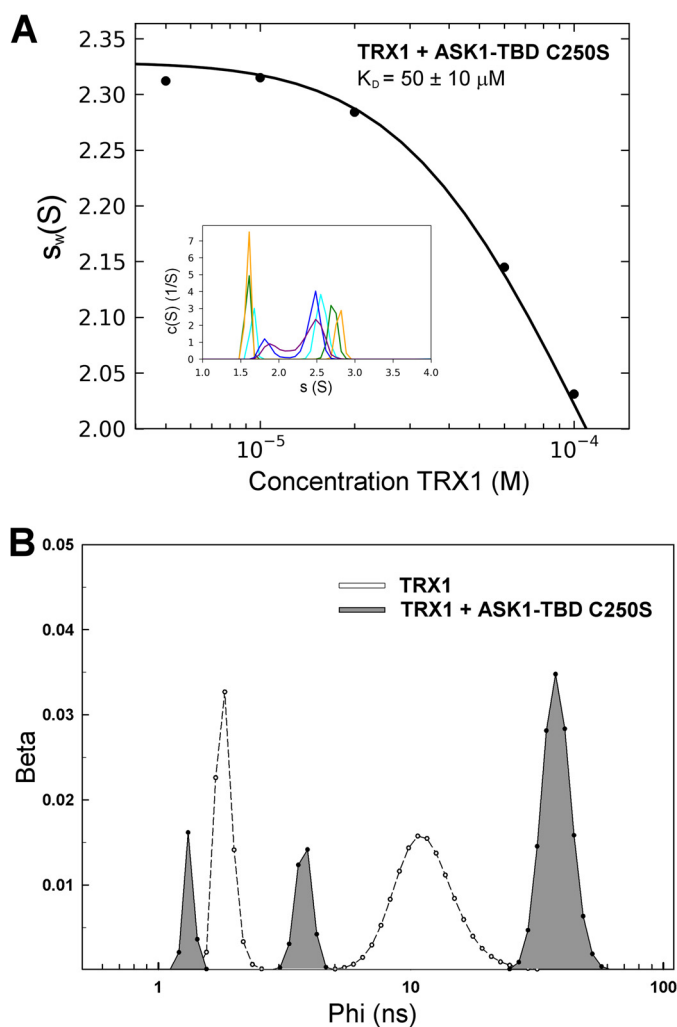 A
TRX1 + ASK1-TBD C250S
K_D = 50 ± 10 μM
2.35
2.30
2.25
2.20
2.15
2.10
2.05
2.00
s_w(S)
7
6
5
4
3
2
1
0
c(S) (1/S)
1.0 1.5 2.0 2.5 3.0 3.5 4.0
s (S)
10⁻⁵ 10⁻⁴
Concentration TRX1 (M)
B
0.05
0.04
0.03
0.02
0.01
Beta
TRX1
TRX1 + ASK1-TBD C250S
1 10 100
Phi (ns)